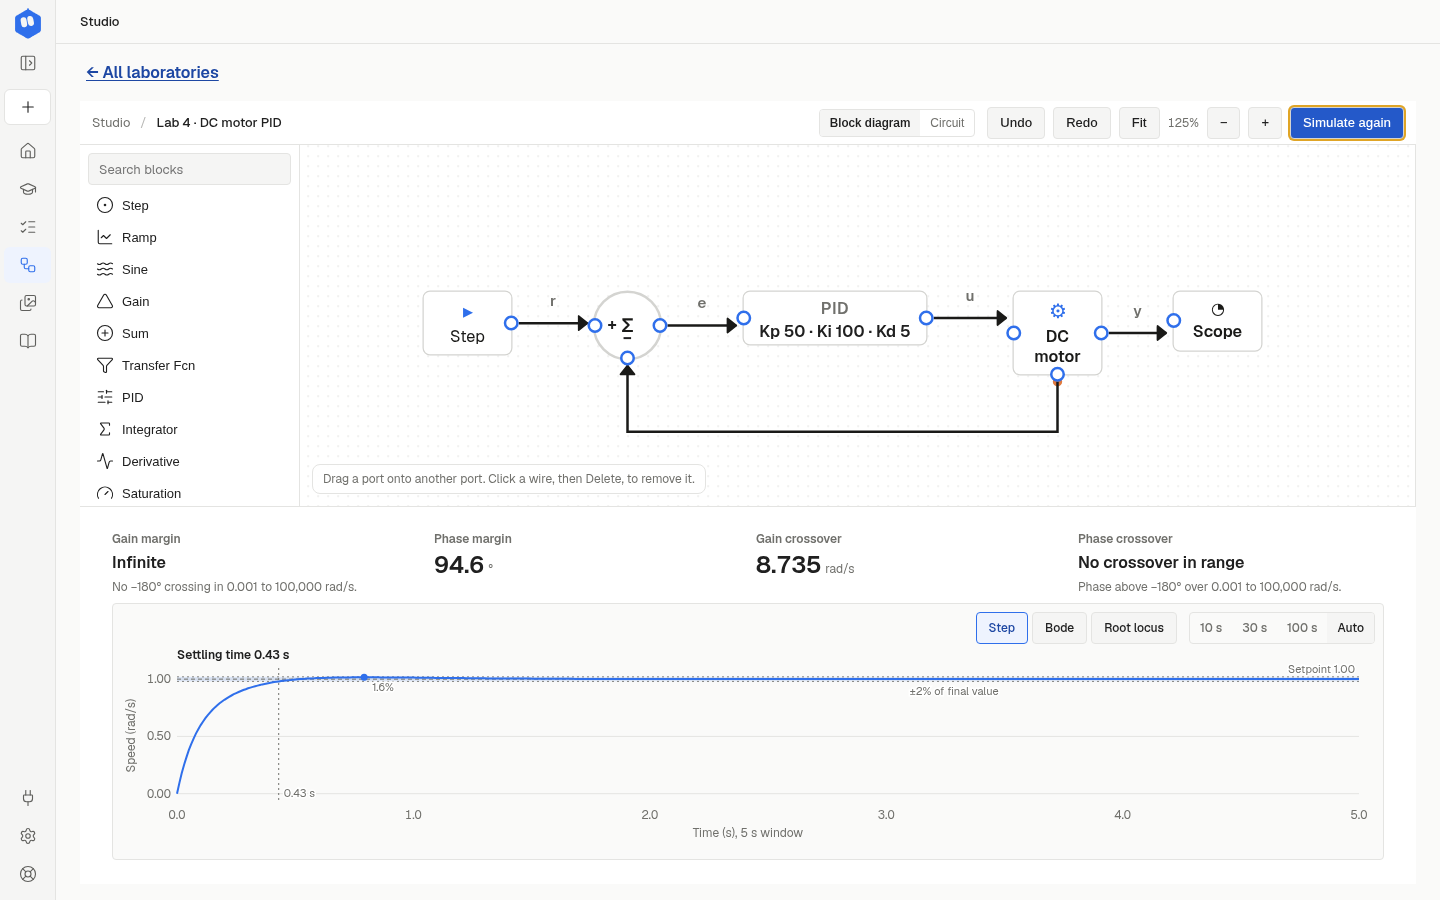 Studio
← All laboratories
Studio / Lab 4 · DC motor PID
Block diagram Circuit Undo Redo Fit 125% − + Simulate again
Search blocks
Step
Ramp
Sine
Gain
Sum
Transfer Fcn
PID
Integrator
Derivative
Saturation
Step
r
+ Σ
−
e
PID
Kp 50 · Ki 100 · Kd 5
u
DC
motor
y
Scope
Drag a port onto another port. Click a wire, then Delete, to remove it.
Gain margin
Infinite
No −180° crossing in 0.001 to 100,000 rad/s.
Phase margin
94.6 °
Gain crossover
8.735 rad/s
Phase crossover
No crossover in range
Phase above −180° over 0.001 to 100,000 rad/s.
Step Bode Root locus 10 s 30 s 100 s Auto
Settling time 0.43 s
Setpoint 1.00
1.00
1.6%
±2% of final value
0.50
0.00
0.43 s
Speed (rad/s)
0.0 1.0 2.0 3.0 4.0 5.0
Time (s), 5 s window